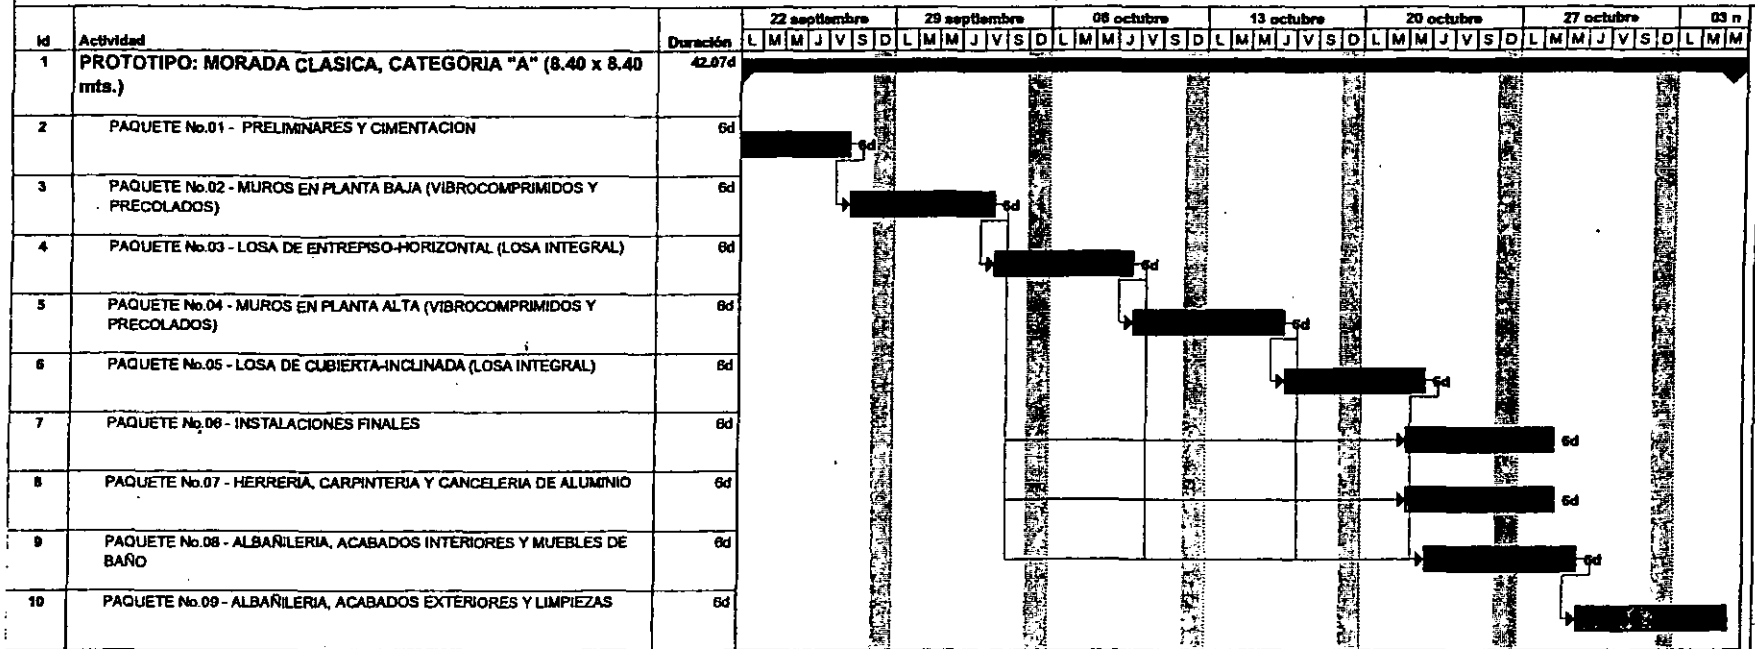 22 septiembre 29 septiembre 06 octubre 13 octubre 20 octubre 27 octubre 03 n
Id Actividad Duración L M M J V S D L M M J V S D L M M J V S D L M M J V S D L M M J V S D L M M J V S D L M M
1 PROTOTIPO: MORADA CLASICA, CATEGORIA "A" (8.40 x 8.40 42.07d
mts.)
2 PAQUETE No.01 - PRELIMINARES Y CIMENTACION 6d 6d
3 PAQUETE No.02 - MUROS EN PLANTA BAJA (VIBROCOMPRIMIDOS Y 6d 6d
PRECOLADOS)
4 PAQUETE No.03 - LOSA DE ENTREPISO-HORIZONTAL (LOSA INTEGRAL) 6d 6d
5 PAQUETE No.04 - MUROS EN PLANTA ALTA (VIBROCOMPRIMIDOS Y 6d 6d
PRECOLADOS)
6 PAQUETE No.05 - LOSA DE CUBIERTA-INCLINADA (LOSA INTEGRAL) 6d 6d
7 PAQUETE No.06 - INSTALACIONES FINALES 6d 6d
8 PAQUETE No.07 - HERRERIA, CARPINTERIA Y CANCELERIA DE ALUMINIO 6d 6d
9 PAQUETE No.08 - ALBAÑILERIA, ACABADOS INTERIORES Y MUEBLES DE 6d 6d
BAÑO
10 PAQUETE No.09 - ALBAÑILERIA, ACABADOS EXTERIORES Y LIMPIEZAS 6d